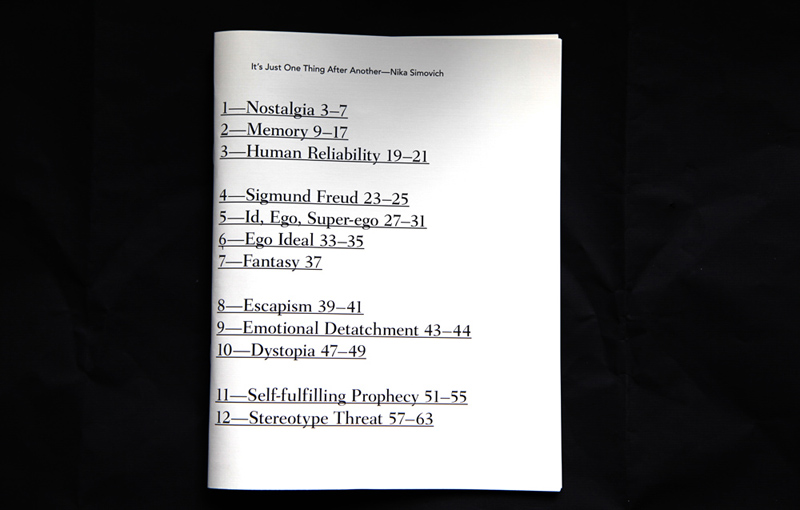 It's Just One Thing After Another—Nika Simovich
1—Nostalgia 3–7
2—Memory 9–17
3—Human Reliability 19–21
4—Sigmund Freud 23–25
5—Id, Ego, Super-ego 27–31
6—Ego Ideal 33–35
7—Fantasy 37
8—Escapism 39–41
9—Emotional Detatchment 43–44
10—Dystopia 47–49
11—Self-fulfilling Prophecy 51–55
12—Stereotype Threat 57–63